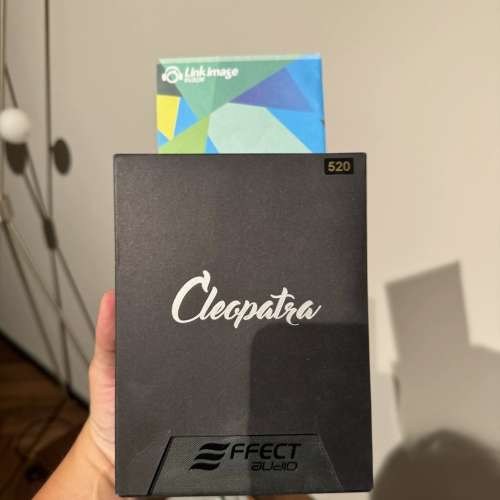 Link Image
520
Cleopatra
EFFECT
audio